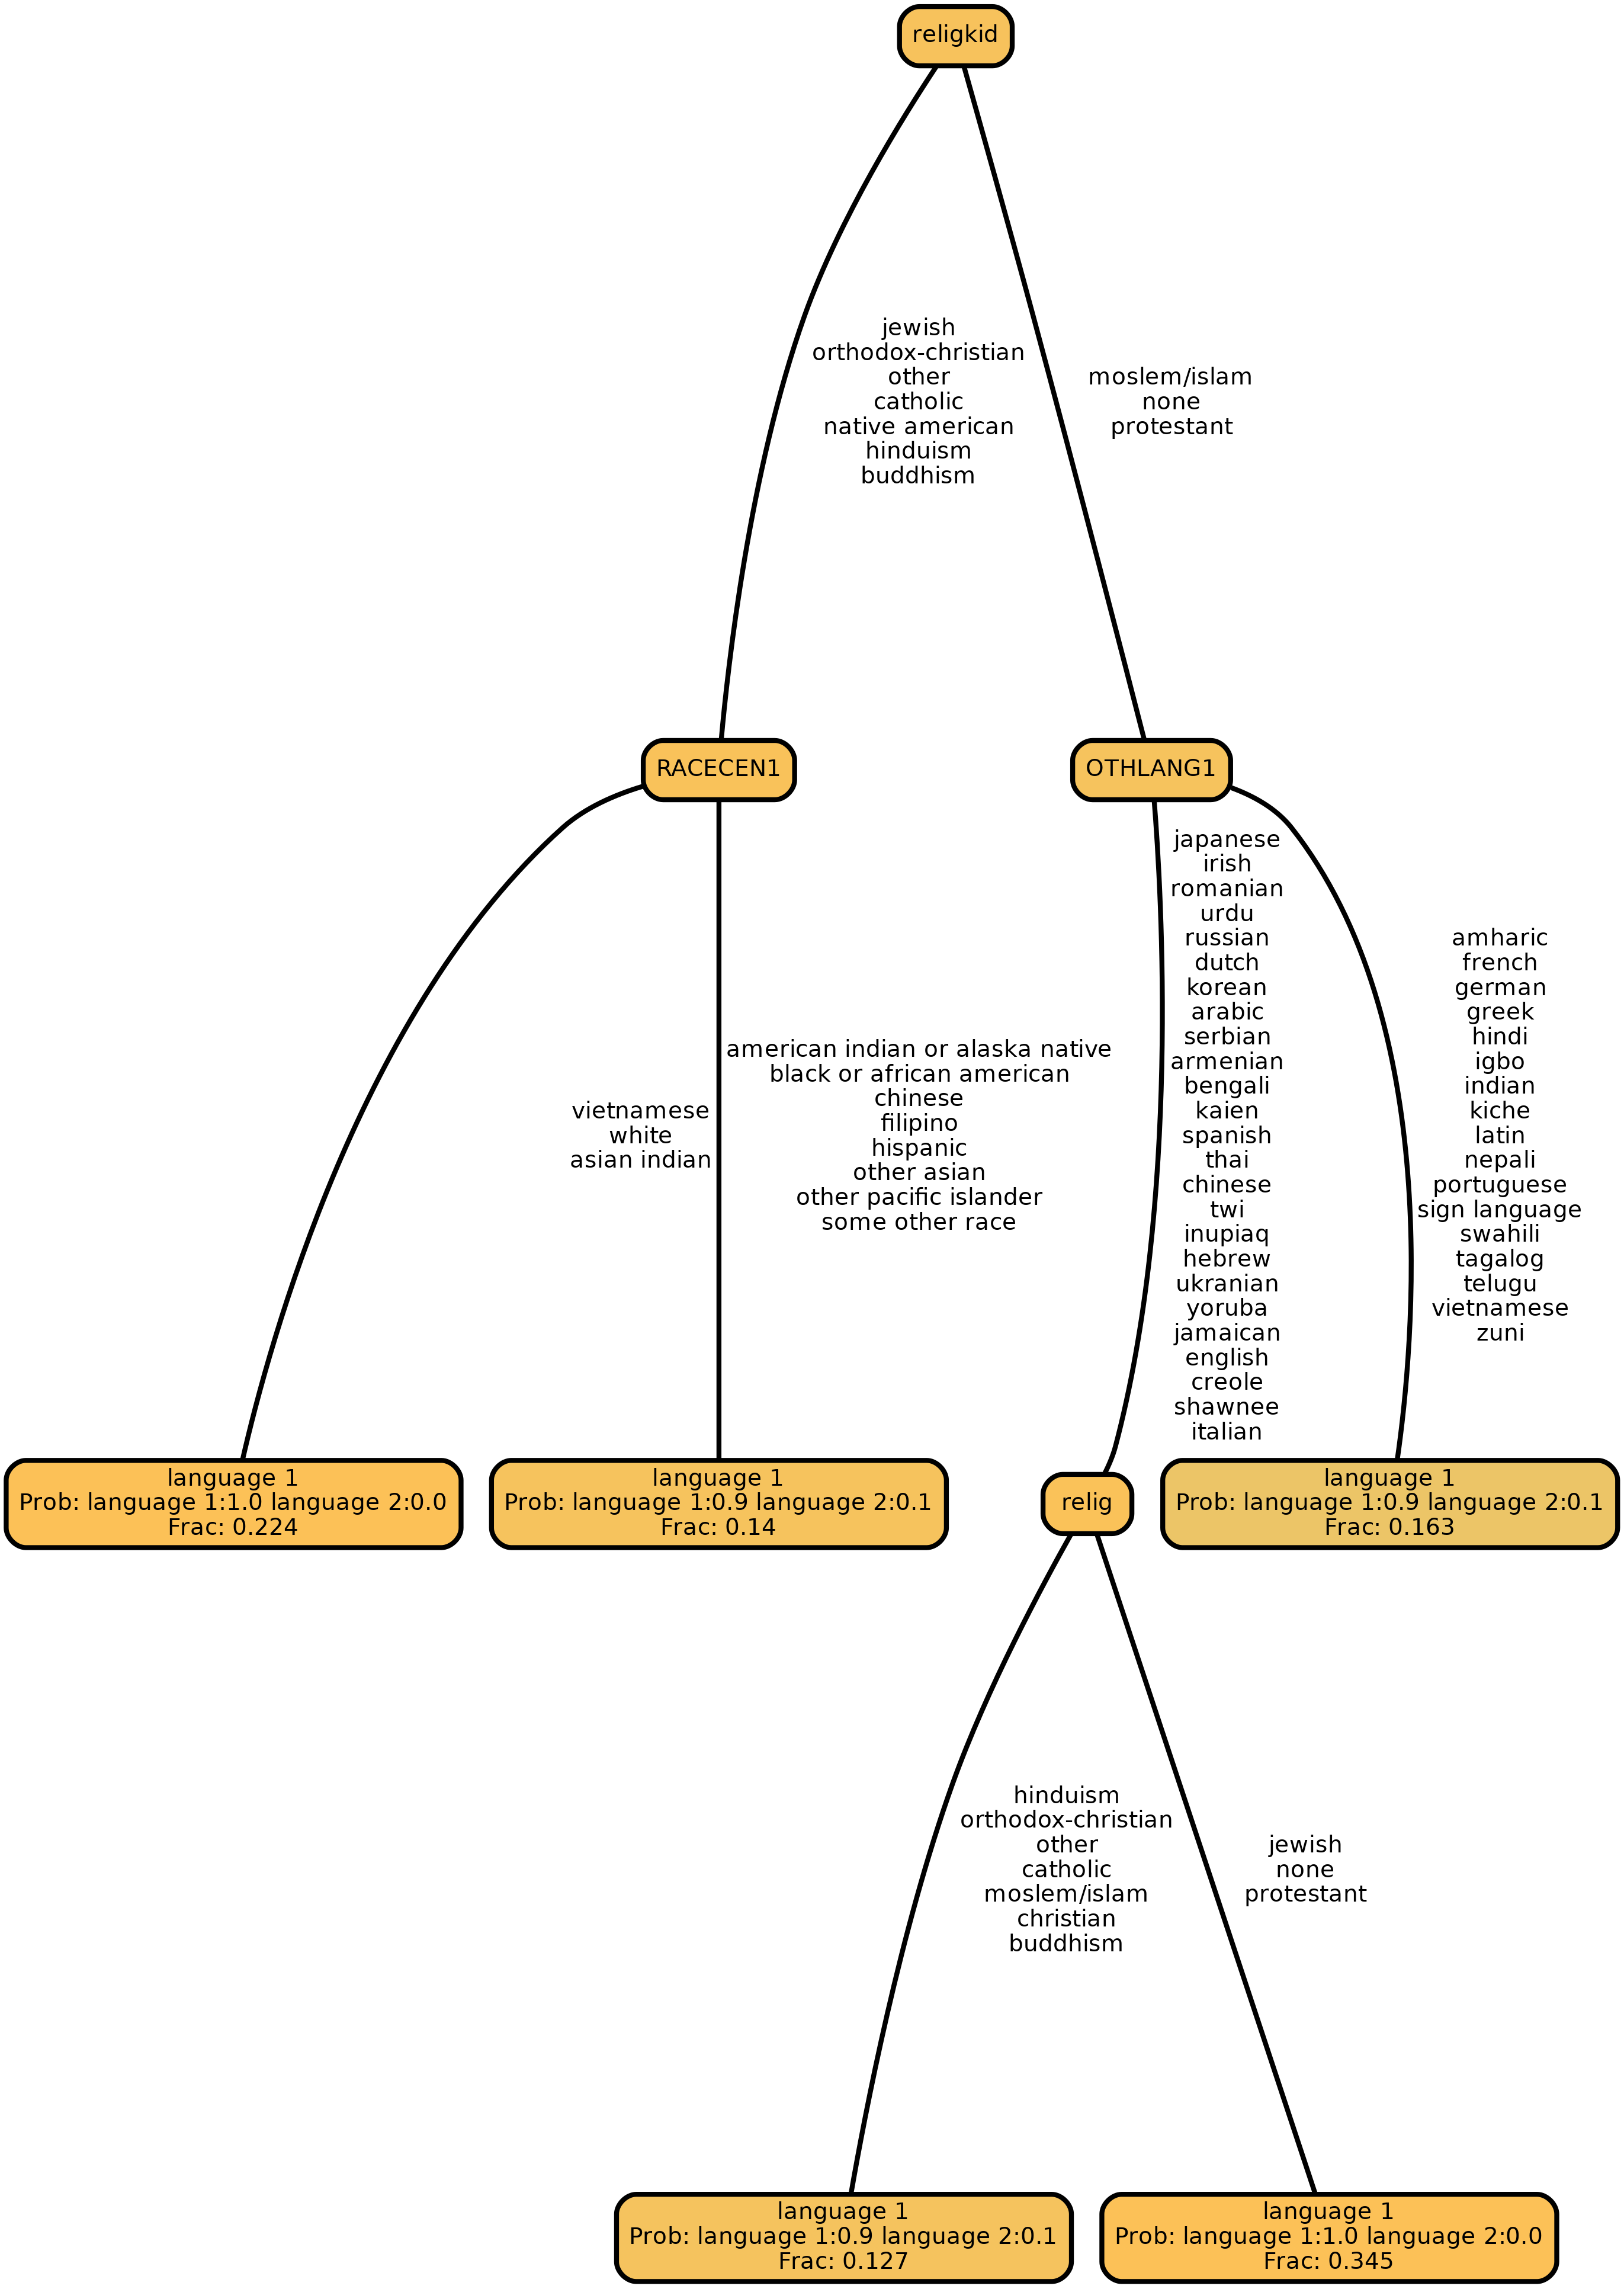 religkid
jewish
orthodox-christian
other
catholic
native american
hinduism
buddhism
moslem/islam
none
protestant
RACECEN1
OTHLANG1
vietnamese
white
asian indian
american indian or alaska native
black or african american
chinese
filipino
hispanic
other asian
other pacific islander
some other race
japanese
irish
romanian
urdu
russian
dutch
korean
arabic
serbian
armenian
bengali
kaien
spanish
thai
chinese
twi
inupiaq
hebrew
ukranian
yoruba
jamaican
english
creole
shawnee
italian
amharic
french
german
greek
hindi
igbo
indian
kiche
latin
nepali
portuguese
sign language
swahili
tagalog
telugu
vietnamese
zuni
language 1
Prob: language 1:1.0 language 2:0.0
Frac: 0.224
language 1
Prob: language 1:0.9 language 2:0.1
Frac: 0.14
relig
language 1
Prob: language 1:0.9 language 2:0.1
Frac: 0.163
hinduism
orthodox-christian
other
catholic
moslem/islam
christian
buddhism
jewish
none
protestant
language 1
Prob: language 1:0.9 language 2:0.1
Frac: 0.127
language 1
Prob: language 1:1.0 language 2:0.0
Frac: 0.345